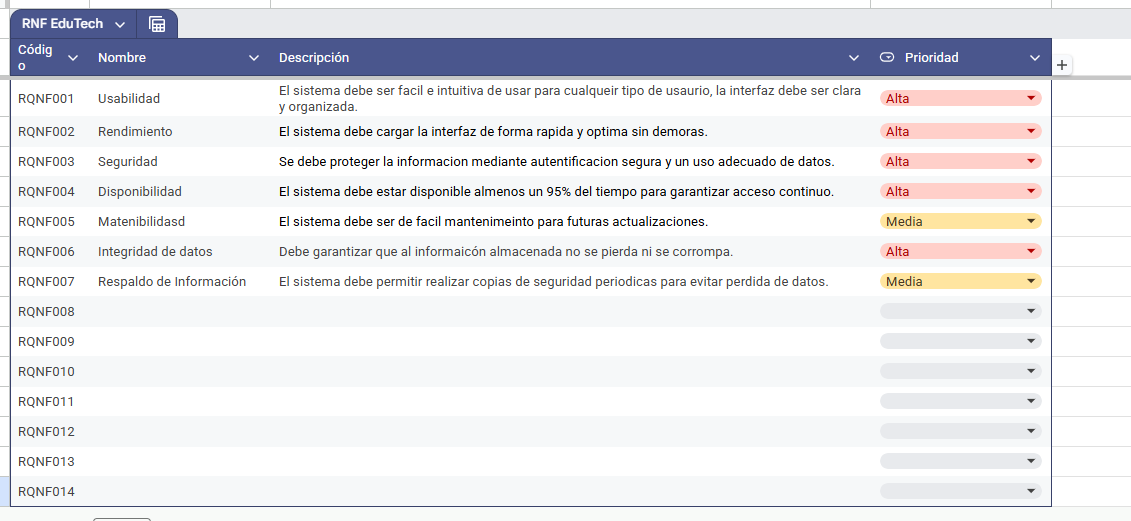 RNF EduTech
Códig
o
Nombre
Descripción
Prioridad
RQNF001 Usabilidad El sistema debe ser facil e intuitiva de usar para cualqueir tipo de usaurio, la interfaz debe ser clara
y organizada. Alta
RQNF002 Rendimiento El sistema debe cargar la interfaz de forma rapida y optima sin demoras. Alta
RQNF003 Seguridad Se debe proteger la informacion mediante autentificacion segura y un uso adecuado de datos. Alta
RQNF004 Disponibilidad El sistema debe estar disponible almenos un 95% del tiempo para garantizar acceso continuo. Alta
RQNF005 Matenibilidasd El sistema debe ser de facil mantenimeinto para futuras actualizaciones. Media
RQNF006 Integridad de datos Debe garantizar que al informaicón almacenada no se pierda ni se corrompa. Alta
RQNF007 Respaldo de Información El sistema debe permitir realizar copias de seguridad periodicas para evitar perdida de datos. Media
RQNF008
RQNF009
RQNF010
RQNF011
RQNF012
RQNF013
RQNF014